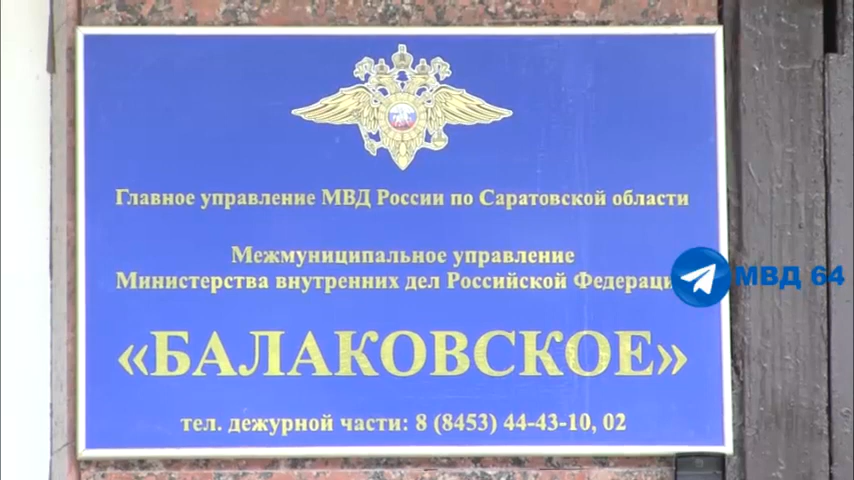 Главное управление МВД России по Саратовской области
Межмуниципальное управление
Министерства внутренних дел Российской
«БАЛАКОВСКОЕ»
тел. дежурной части: 8 (8453) 44-43-10, 02
МВД 64